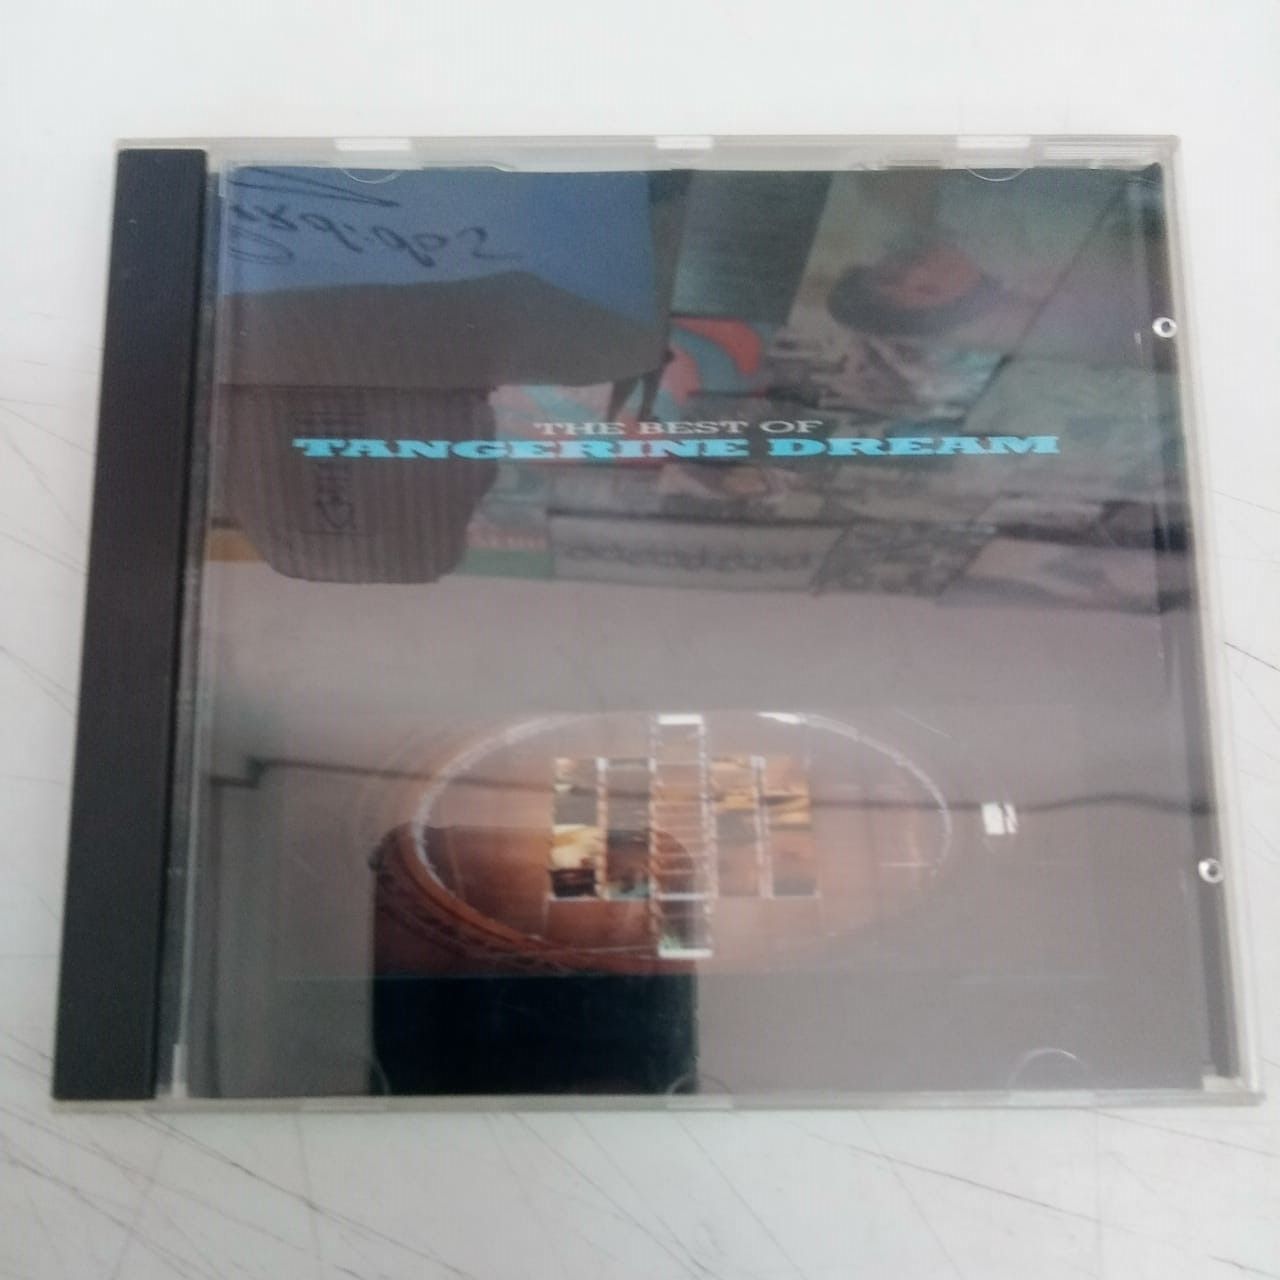 THE BEST OF
TANGERINE DREAM